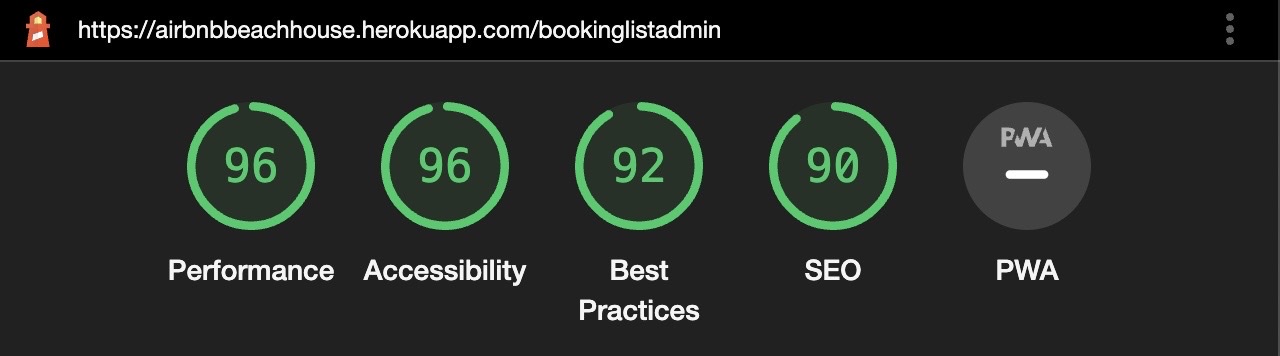 https://airbnbbeachhouse.herokuapp.com/bookinglistadmin
96 96 92 90 PWA
Performance Accessibility Best Practices SEO PWA